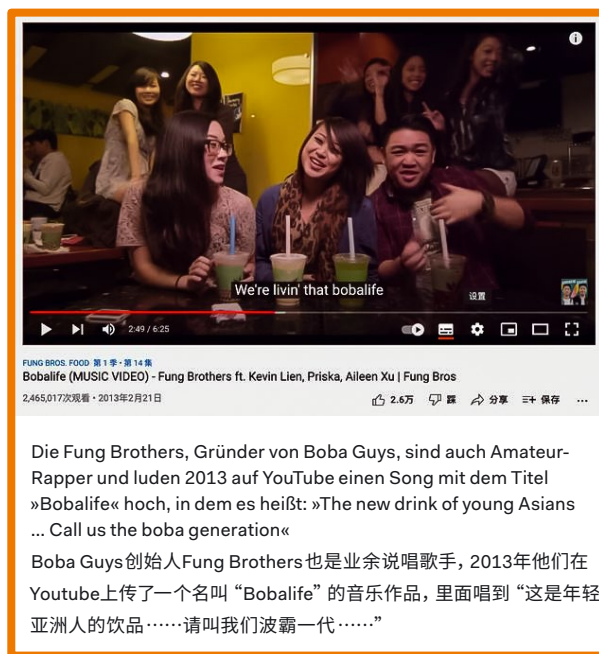 We're livin' that bobalife
设置
2:49 / 6:25
FUNG BROS. FOOD 第 1 季 · 第 14 集
Bobalife (MUSIC VIDEO) - Fung Brothers ft. Kevin Lien, Priska, Aileen Xu | Fung Bros
2,465,017次观看 · 2013年2月21日
2.6万 踩 分享 保存 ...
Die Fung Brothers, Gründer von Boba Guys, sind auch Amateur-
Rapper und luden 2013 auf YouTube einen Song mit dem Titel
»Bobalife« hoch, in dem es heißt: »The new drink of young Asians
... Call us the boba generation«
Boba Guys创始人Fung Brothers也是业余说唱歌手，2013年他们在
Youtube上传了一个名叫“Bobalife”的音乐作品，里面唱到“这是年轻
亚洲人的饮品……请叫我们波霸一代……”